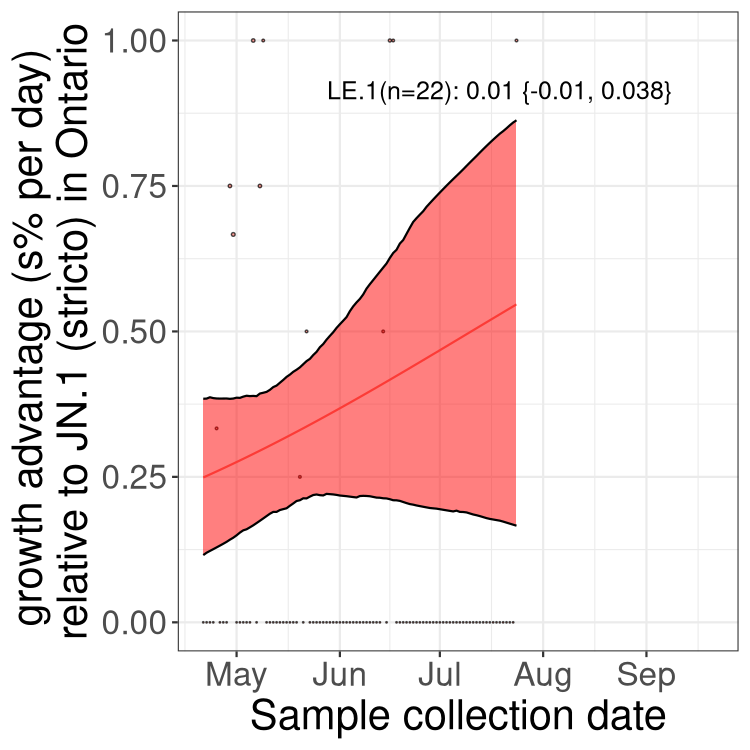 growth advantage (s% per day)
relative to JN.1 (stricto) in Ontario
1.00
0.75
0.50
0.25
0.00
LE.1(n=22): 0.01 {-0.01, 0.038}
May Jun Jul Aug Sep
Sample collection date